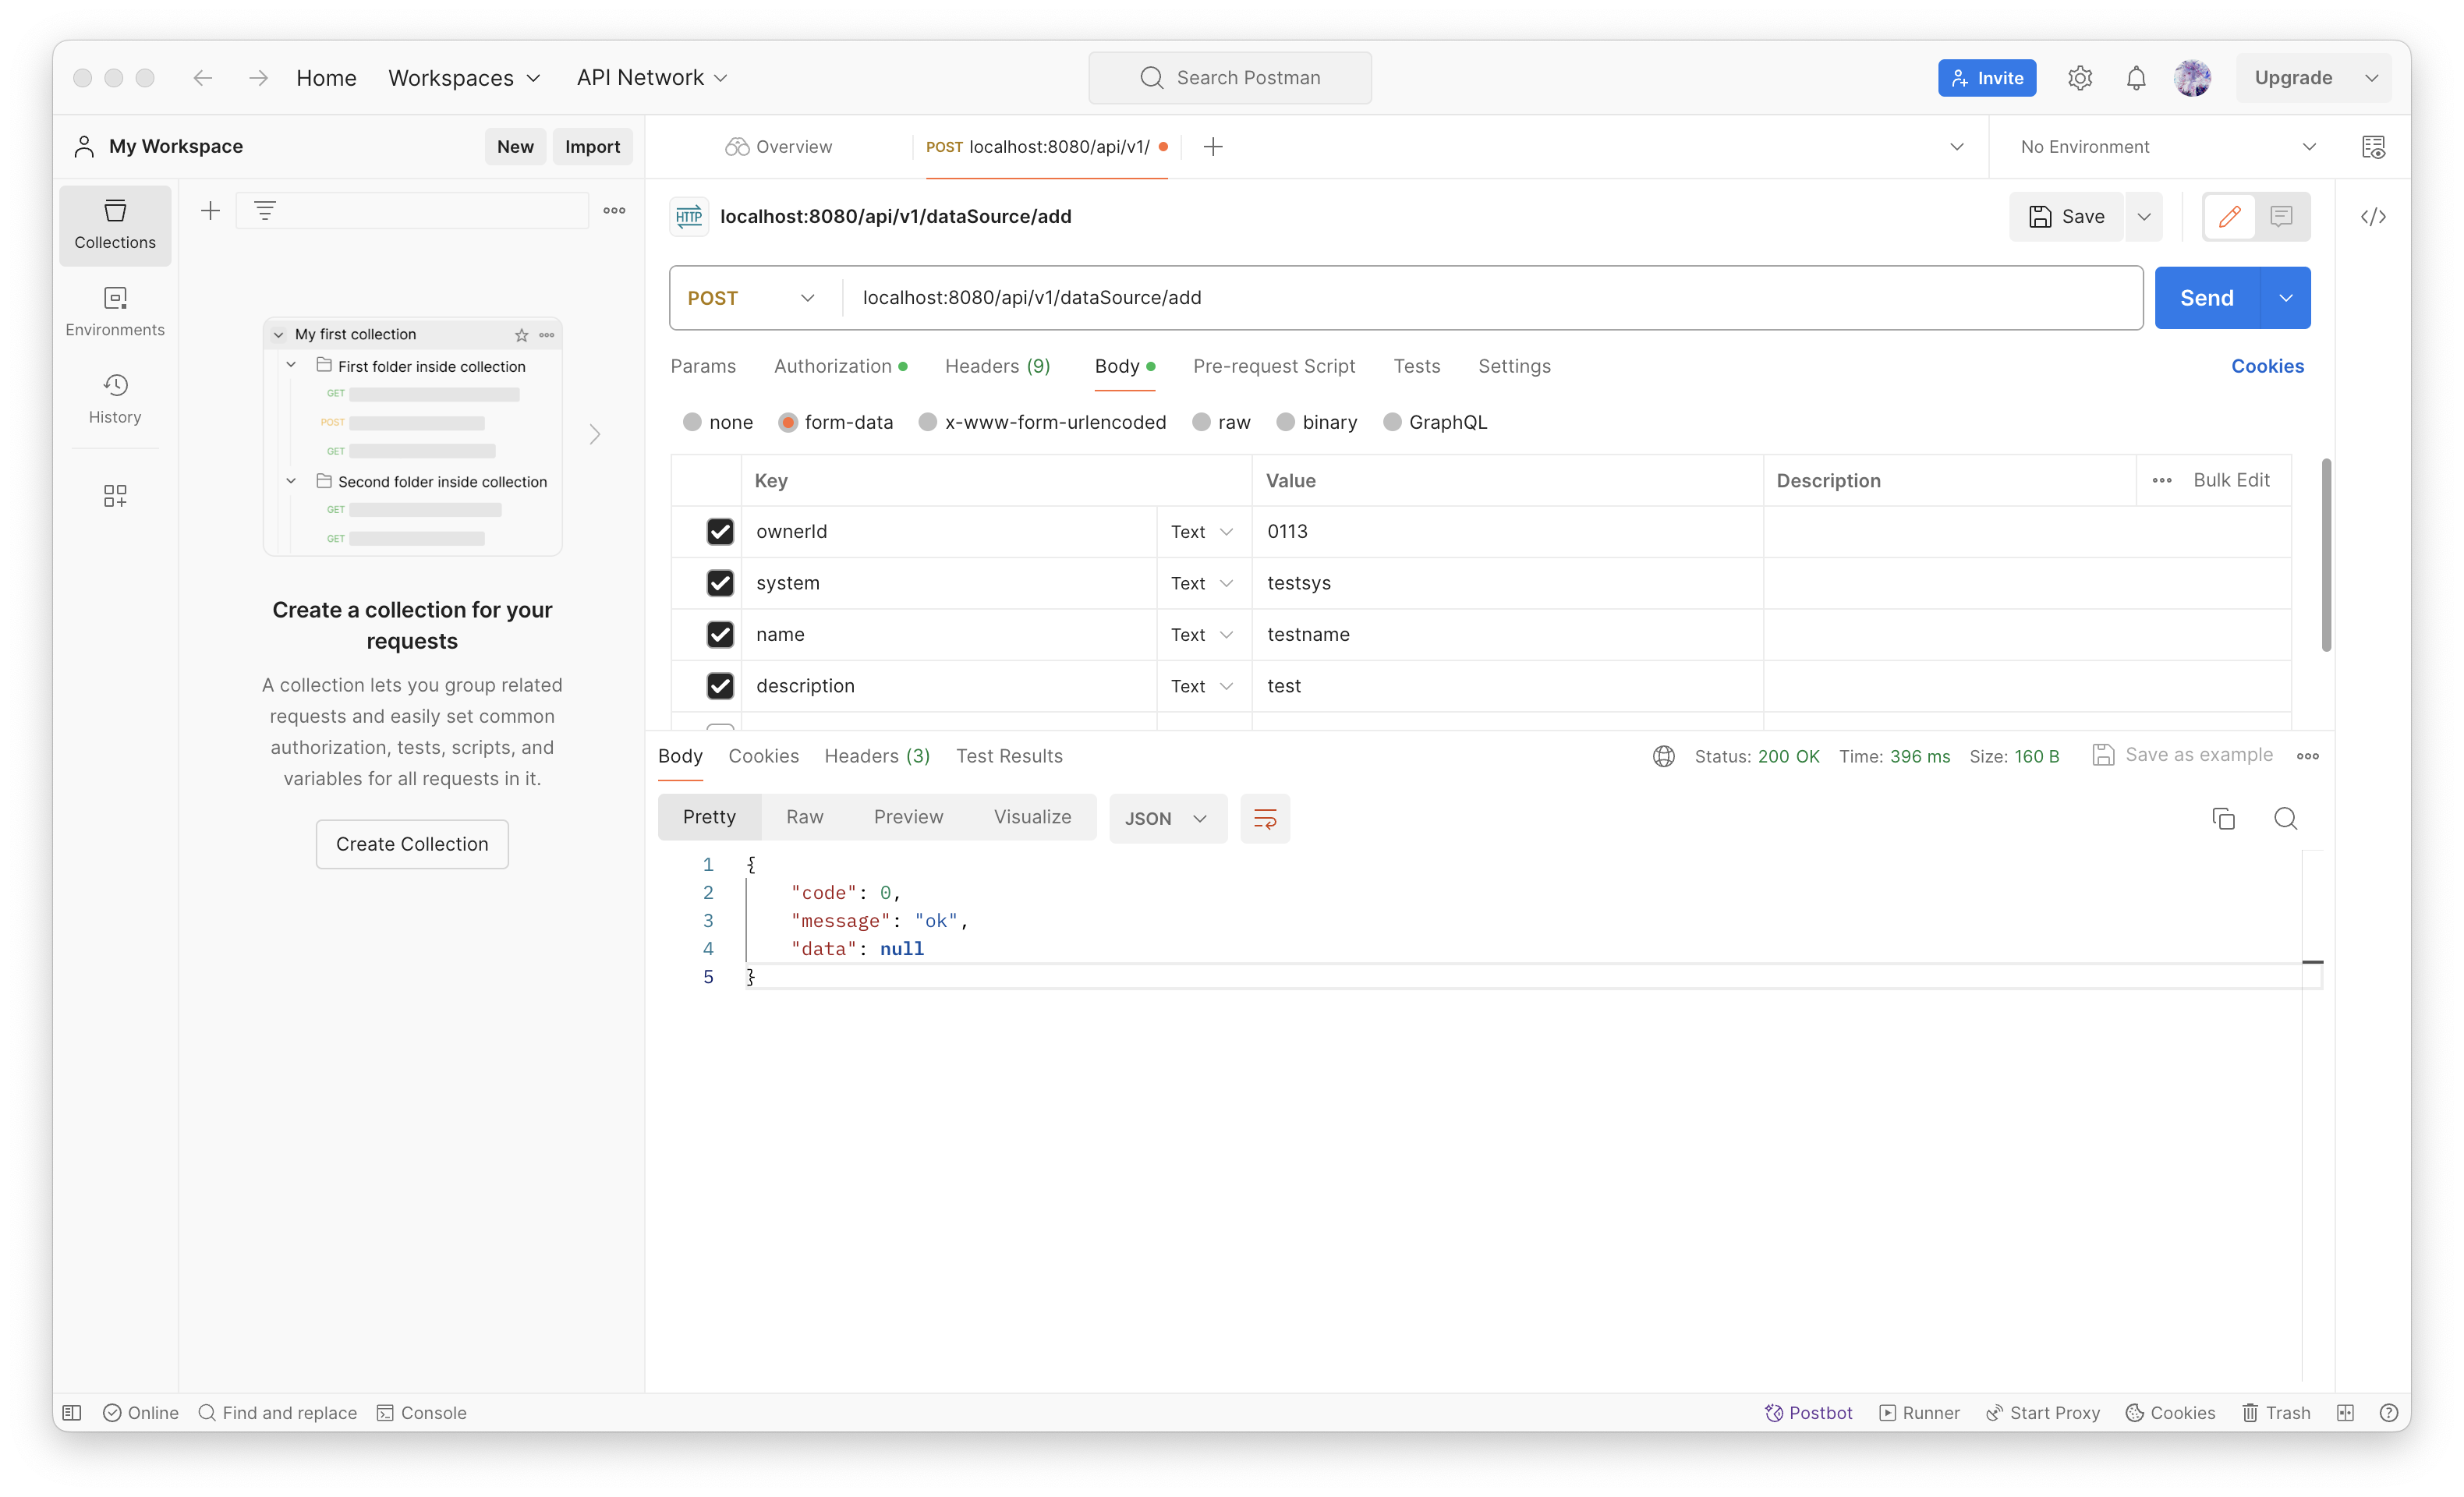 Home Workspaces API Network Search Postman Invite Upgrade
My Workspace New Import
Overview POST localhost:8080/api/v1/ No Environment
Collections
Environments
History
My first collection
First folder inside collection
GET
POST
GET
Second folder inside collection
GET
GET
Create a collection for your
requests
A collection lets you group related
requests and easily set common
authorization, tests, scripts, and
variables for all requests in it.
Create Collection
HTTP localhost:8080/api/v1/dataSource/add Save </>
POST localhost:8080/api/v1/dataSource/add Send
Params Authorization Headers (9) Body Pre-request Script Tests Settings Cookies
none form-data x-www-form-urlencoded raw binary GraphQL
Key Value Description Bulk Edit
ownerId Text 0113
system Text testsys
name Text testname
description Text test
Body Cookies Headers (3) Test Results Status: 200 OK Time: 396 ms Size: 160 B Save as example
Pretty Raw Preview Visualize JSON
1 {
2 "code": 0,
3 "message": "ok",
4 "data": null
5 }
Online Find and replace Console Postbot Runner Start Proxy Cookies Trash